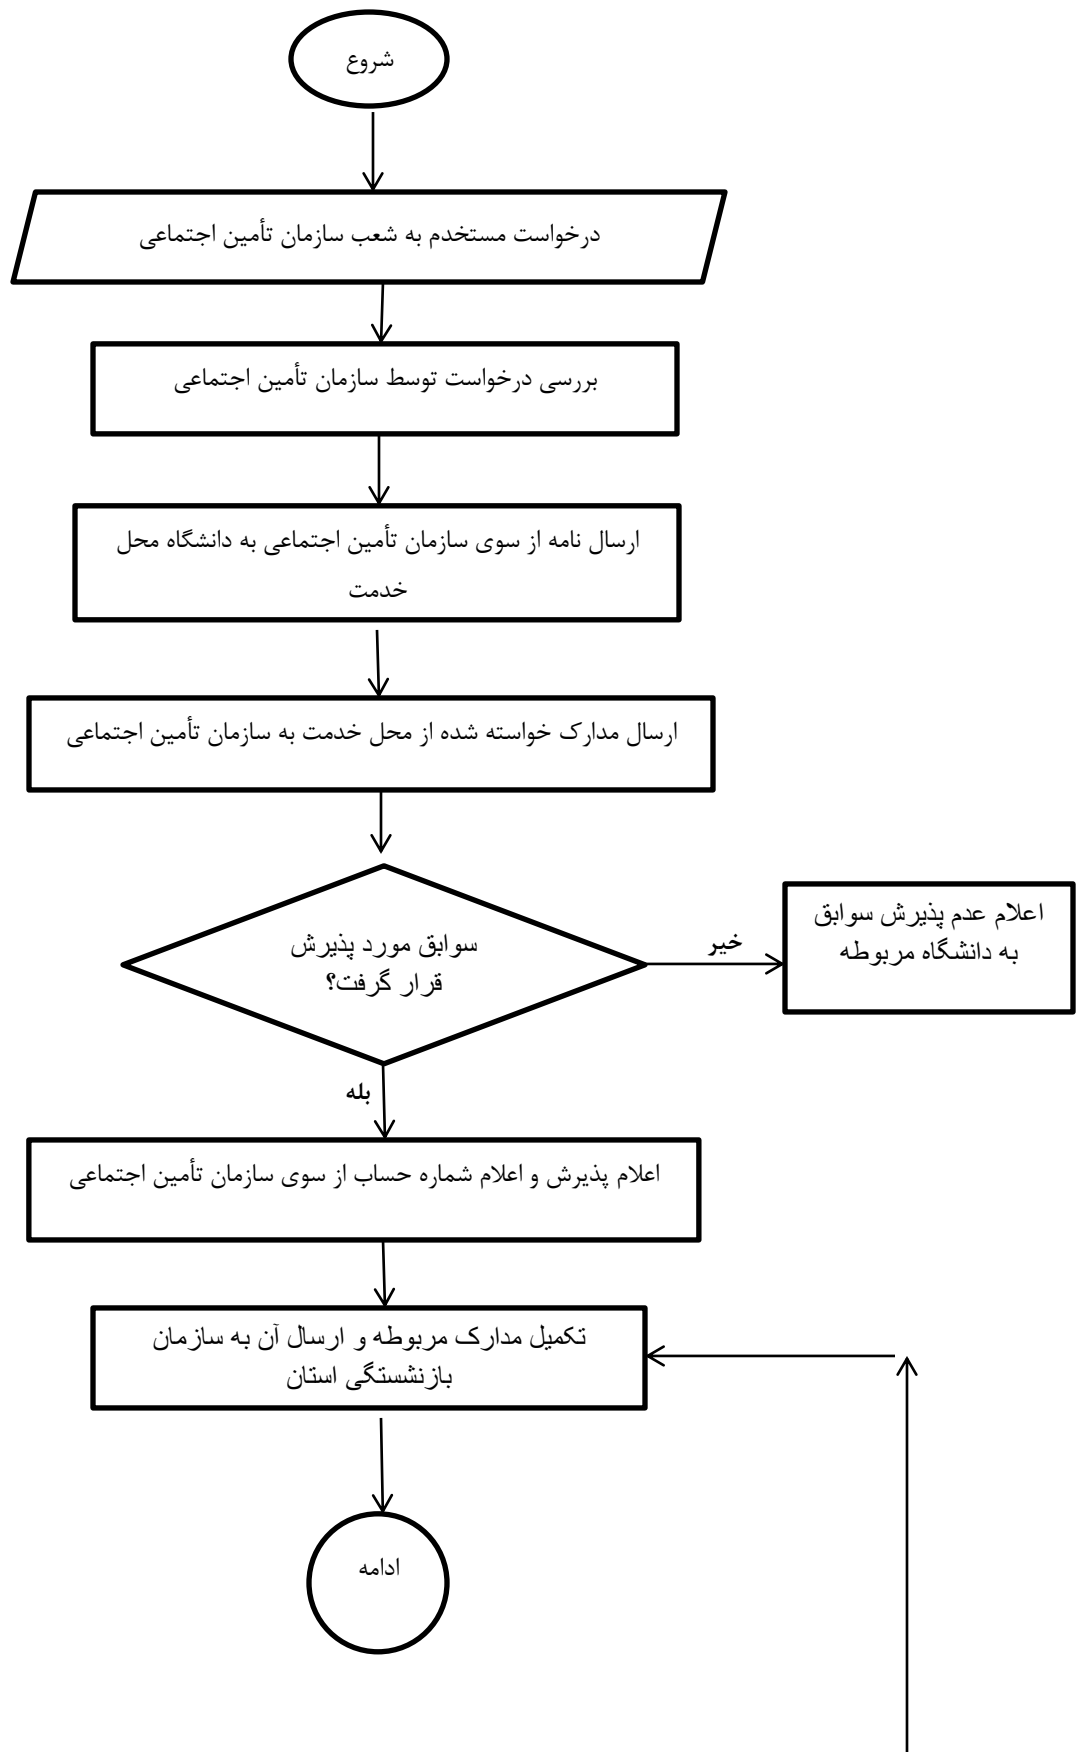 شروع
درخواست مستخدم به شعب سازمان تأمین اجتماعی
بررسی درخواست توسط سازمان تأمین اجتماعی
ارسال نامه از سوی سازمان تأمین اجتماعی به دانشگاه محل
خدمت
ارسال مدارک خواسته شده از محل خدمت به سازمان تأمین اجتماعی
سوابق مورد پذیرش
قرار گرفت؟
خیر
اعلام عدم پذیرش سوابق
به دانشگاه مربوطه
بله
اعلام پذیرش و اعلام شماره حساب از سوی سازمان تأمین اجتماعی
تکمیل مدارک مربوطه و ارسال آن به سازمان
بازنشستگی استان
ادامه